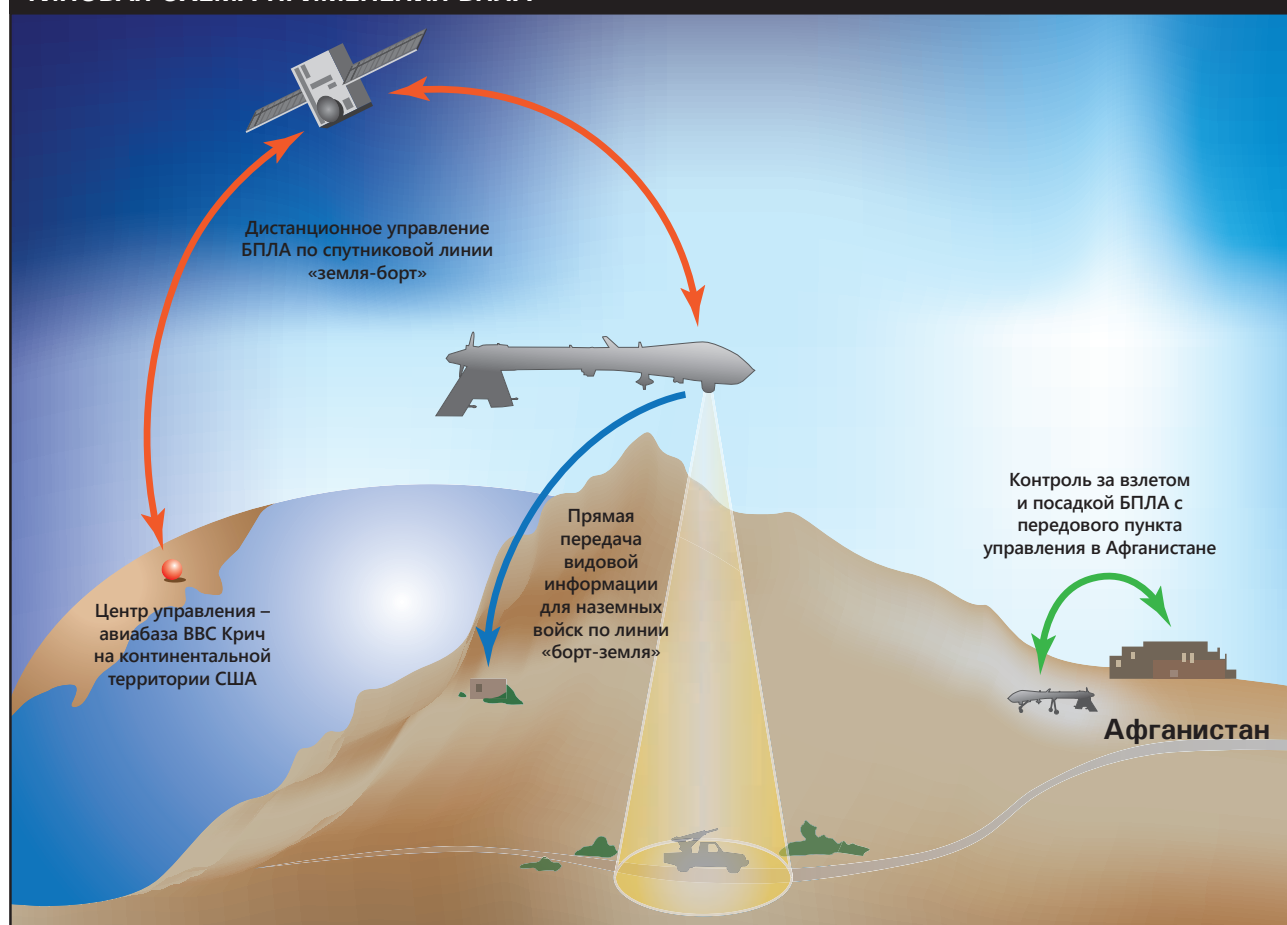 Дистанционное управление
БПЛА по спутниковой линии
«земля-борт»
Прямая
передача
видовой
информации
для наземных
войск по линии
«борт-земля»
Контроль за взлетом
и посадкой БПЛА с
передового пункта
управления в Афганистане
Центр управления –
авиабаза ВВС Крич
на континентальной
территории США
Афганистан